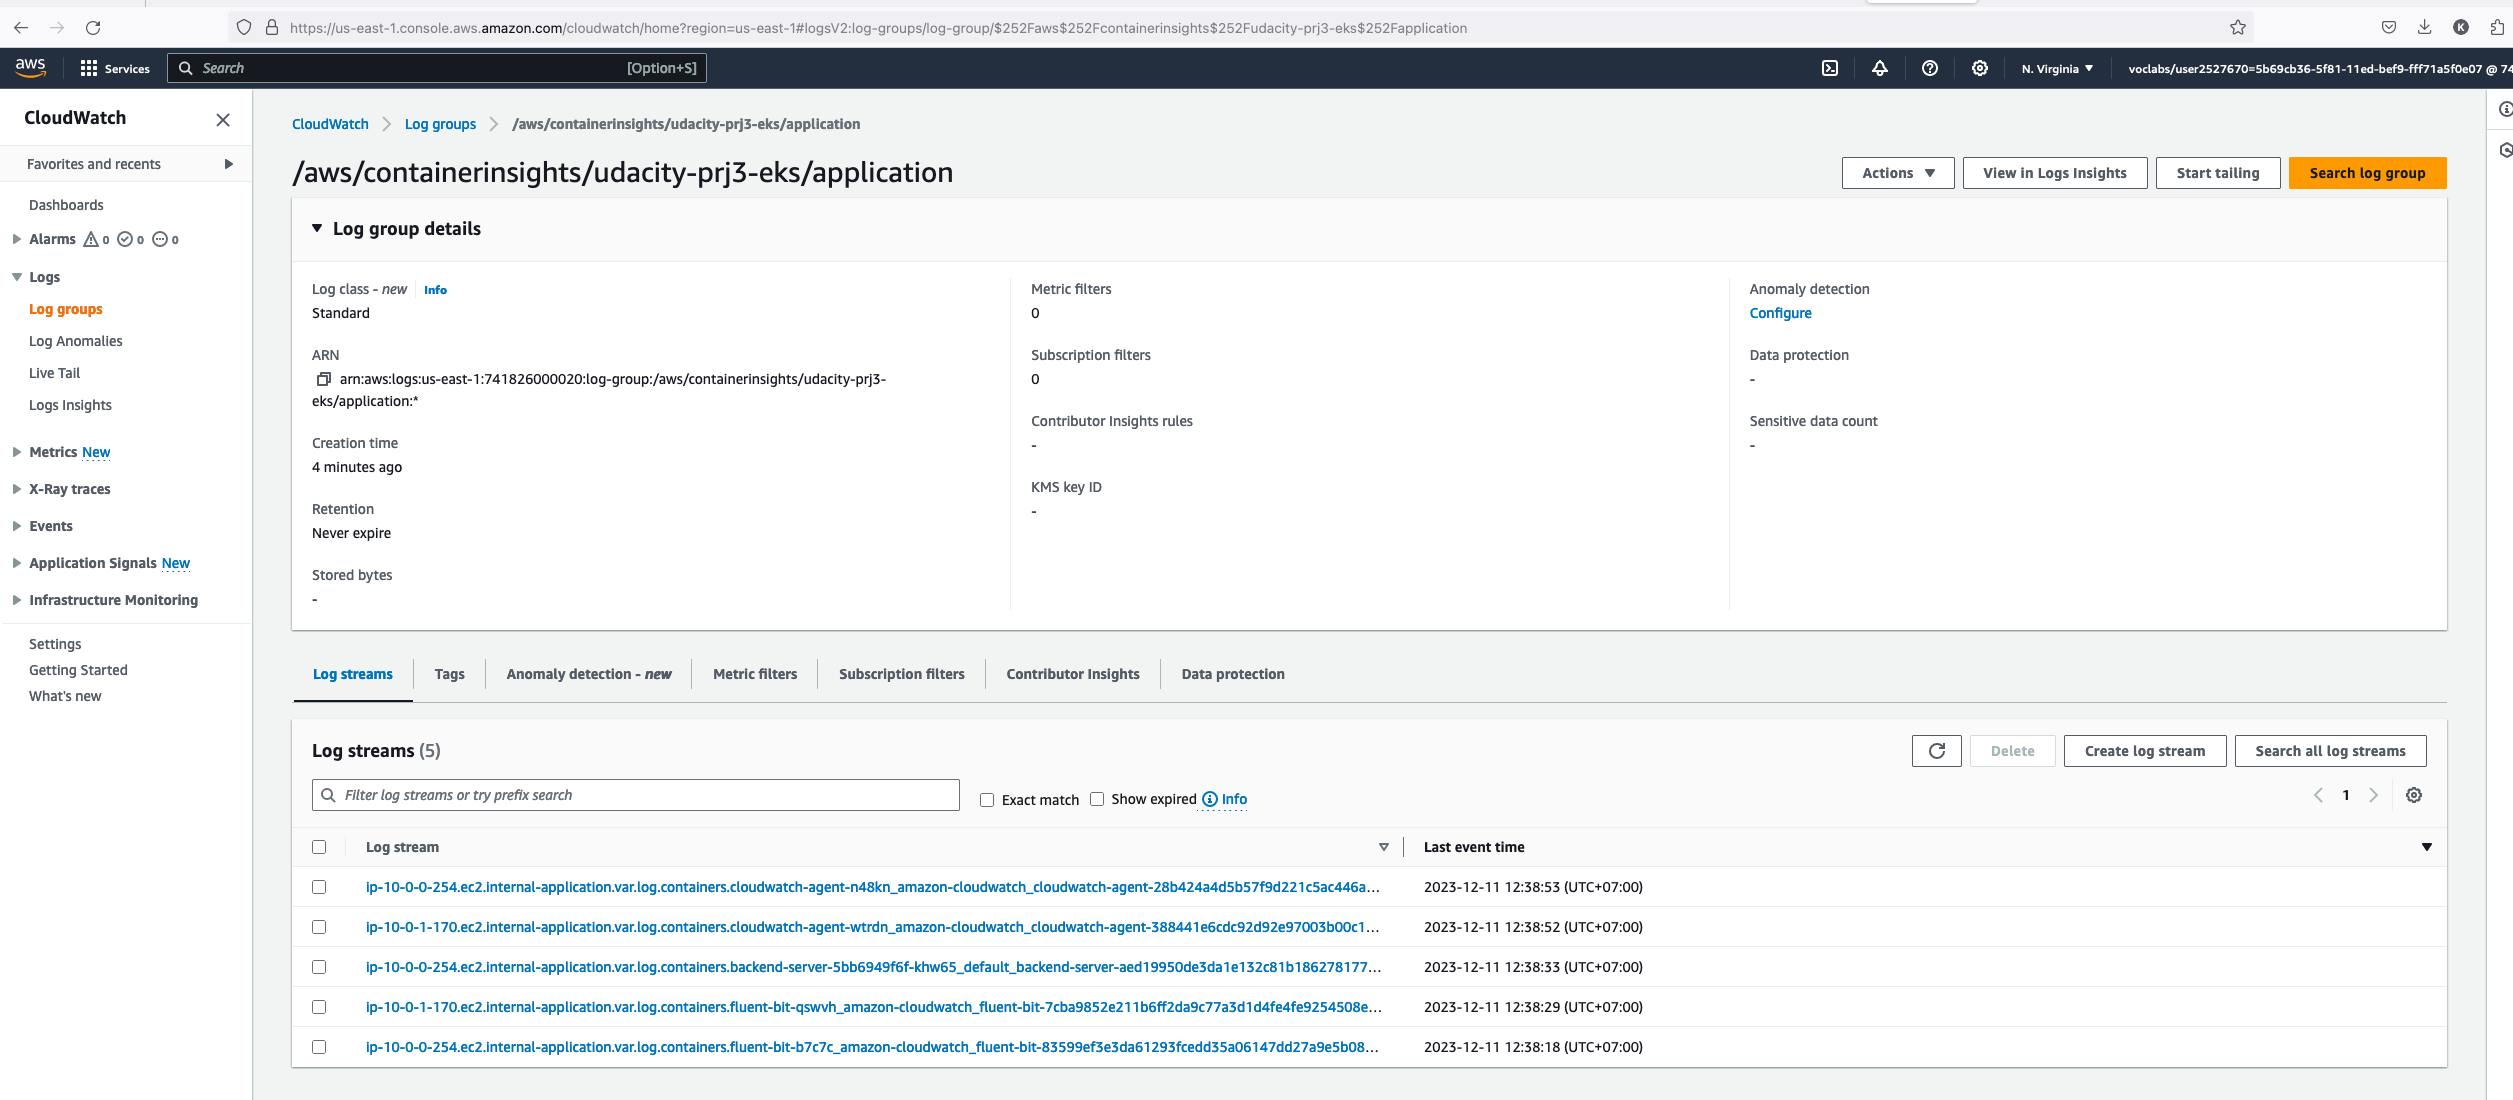 https://us-east-1.console.aws.amazon.com/cloudwatch/home?region=us-east-1#logsV2:log-groups/log-group/$252Faws$252Fcontainerinsights$252Fudacity-prj3-eks$252Fapplication
K
aws Services Search [Option+S] N. Virginia voclabs/user2527670=5b69cb36-5f81-11ed-bef9-fff71a5f0e07 @ 74
CloudWatch
Favorites and recents
Dashboards
Alarms 0 0 0
Logs
Log groups
Log Anomalies
Live Tail
Logs Insights
Metrics New
X-Ray traces
Events
Application Signals New
Infrastructure Monitoring
Settings
Getting Started
What's new
CloudWatch Log groups /aws/containerinsights/udacity-prj3-eks/application
/aws/containerinsights/udacity-prj3-eks/application
Actions View in Logs Insights Start tailing Search log group
Log group details
Log class - new Info
Standard
ARN
arn:aws:logs:us-east-1:741826000020:log-group:/aws/containerinsights/udacity-prj3-
eks/application:*
Creation time
4 minutes ago
Retention
Never expire
Stored bytes
-
Metric filters
0
Subscription filters
0
Contributor Insights rules
-
KMS key ID
-
Anomaly detection
Configure
Data protection
-
Sensitive data count
-
Log streams Tags Anomaly detection - new Metric filters Subscription filters Contributor Insights Data protection
Log streams (5)
Delete Create log stream Search all log streams
Filter log streams or try prefix search Exact match Show expired Info 1
Log stream Last event time
ip-10-0-0-254.ec2.internal-application.var.log.containers.cloudwatch-agent-n48kn_amazon-cloudwatch_cloudwatch-agent-28b424a4d5b57f9d221c5ac446a... 2023-12-11 12:38:53 (UTC+07:00)
ip-10-0-1-170.ec2.internal-application.var.log.containers.cloudwatch-agent-wtrdn_amazon-cloudwatch_cloudwatch-agent-388441e6cdc92d92e97003b00c1... 2023-12-11 12:38:52 (UTC+07:00)
ip-10-0-0-254.ec2.internal-application.var.log.containers.backend-server-5bb6949f6f-khw65_default_backend-server-aed19950de3da1e132c81b186278177... 2023-12-11 12:38:33 (UTC+07:00)
ip-10-0-1-170.ec2.internal-application.var.log.containers.fluent-bit-qswvh_amazon-cloudwatch_fluent-bit-7cba9852e211b6ff2da9c77a3d1d4fe4fe9254508e... 2023-12-11 12:38:29 (UTC+07:00)
ip-10-0-0-254.ec2.internal-application.var.log.containers.fluent-bit-b7c7c_amazon-cloudwatch_fluent-bit-83599ef3e3da61293fcedd35a06147dd27a9e5b08... 2023-12-11 12:38:18 (UTC+07:00)